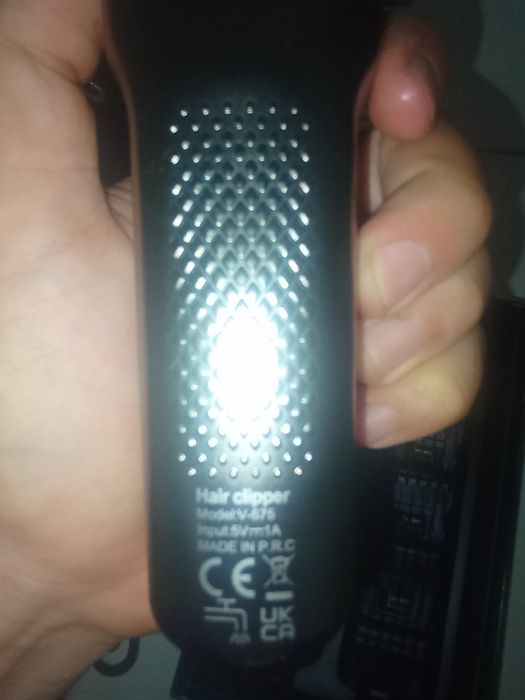 Hair clipper
Model:V-675
Input:5V⎓1A
MADE IN P.R.C
CE
UK
CA